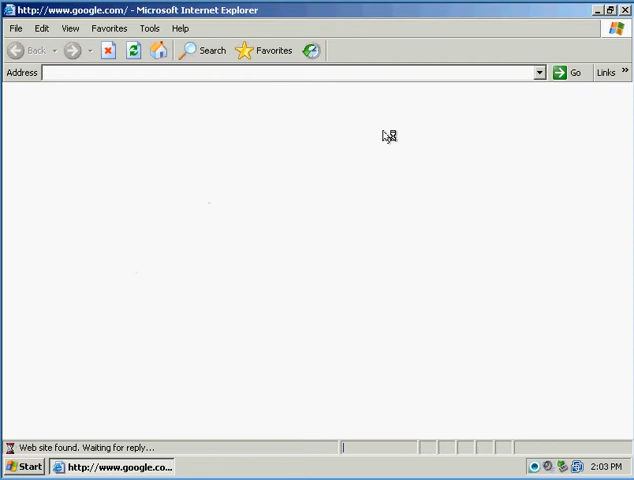 http://www.google.com/ - Microsoft Internet Explorer
File Edit View Favorites Tools Help
Back Search Favorites
Address Go Links »
Web site found. Waiting for reply...
Start http://www.google.co... 2:03 PM